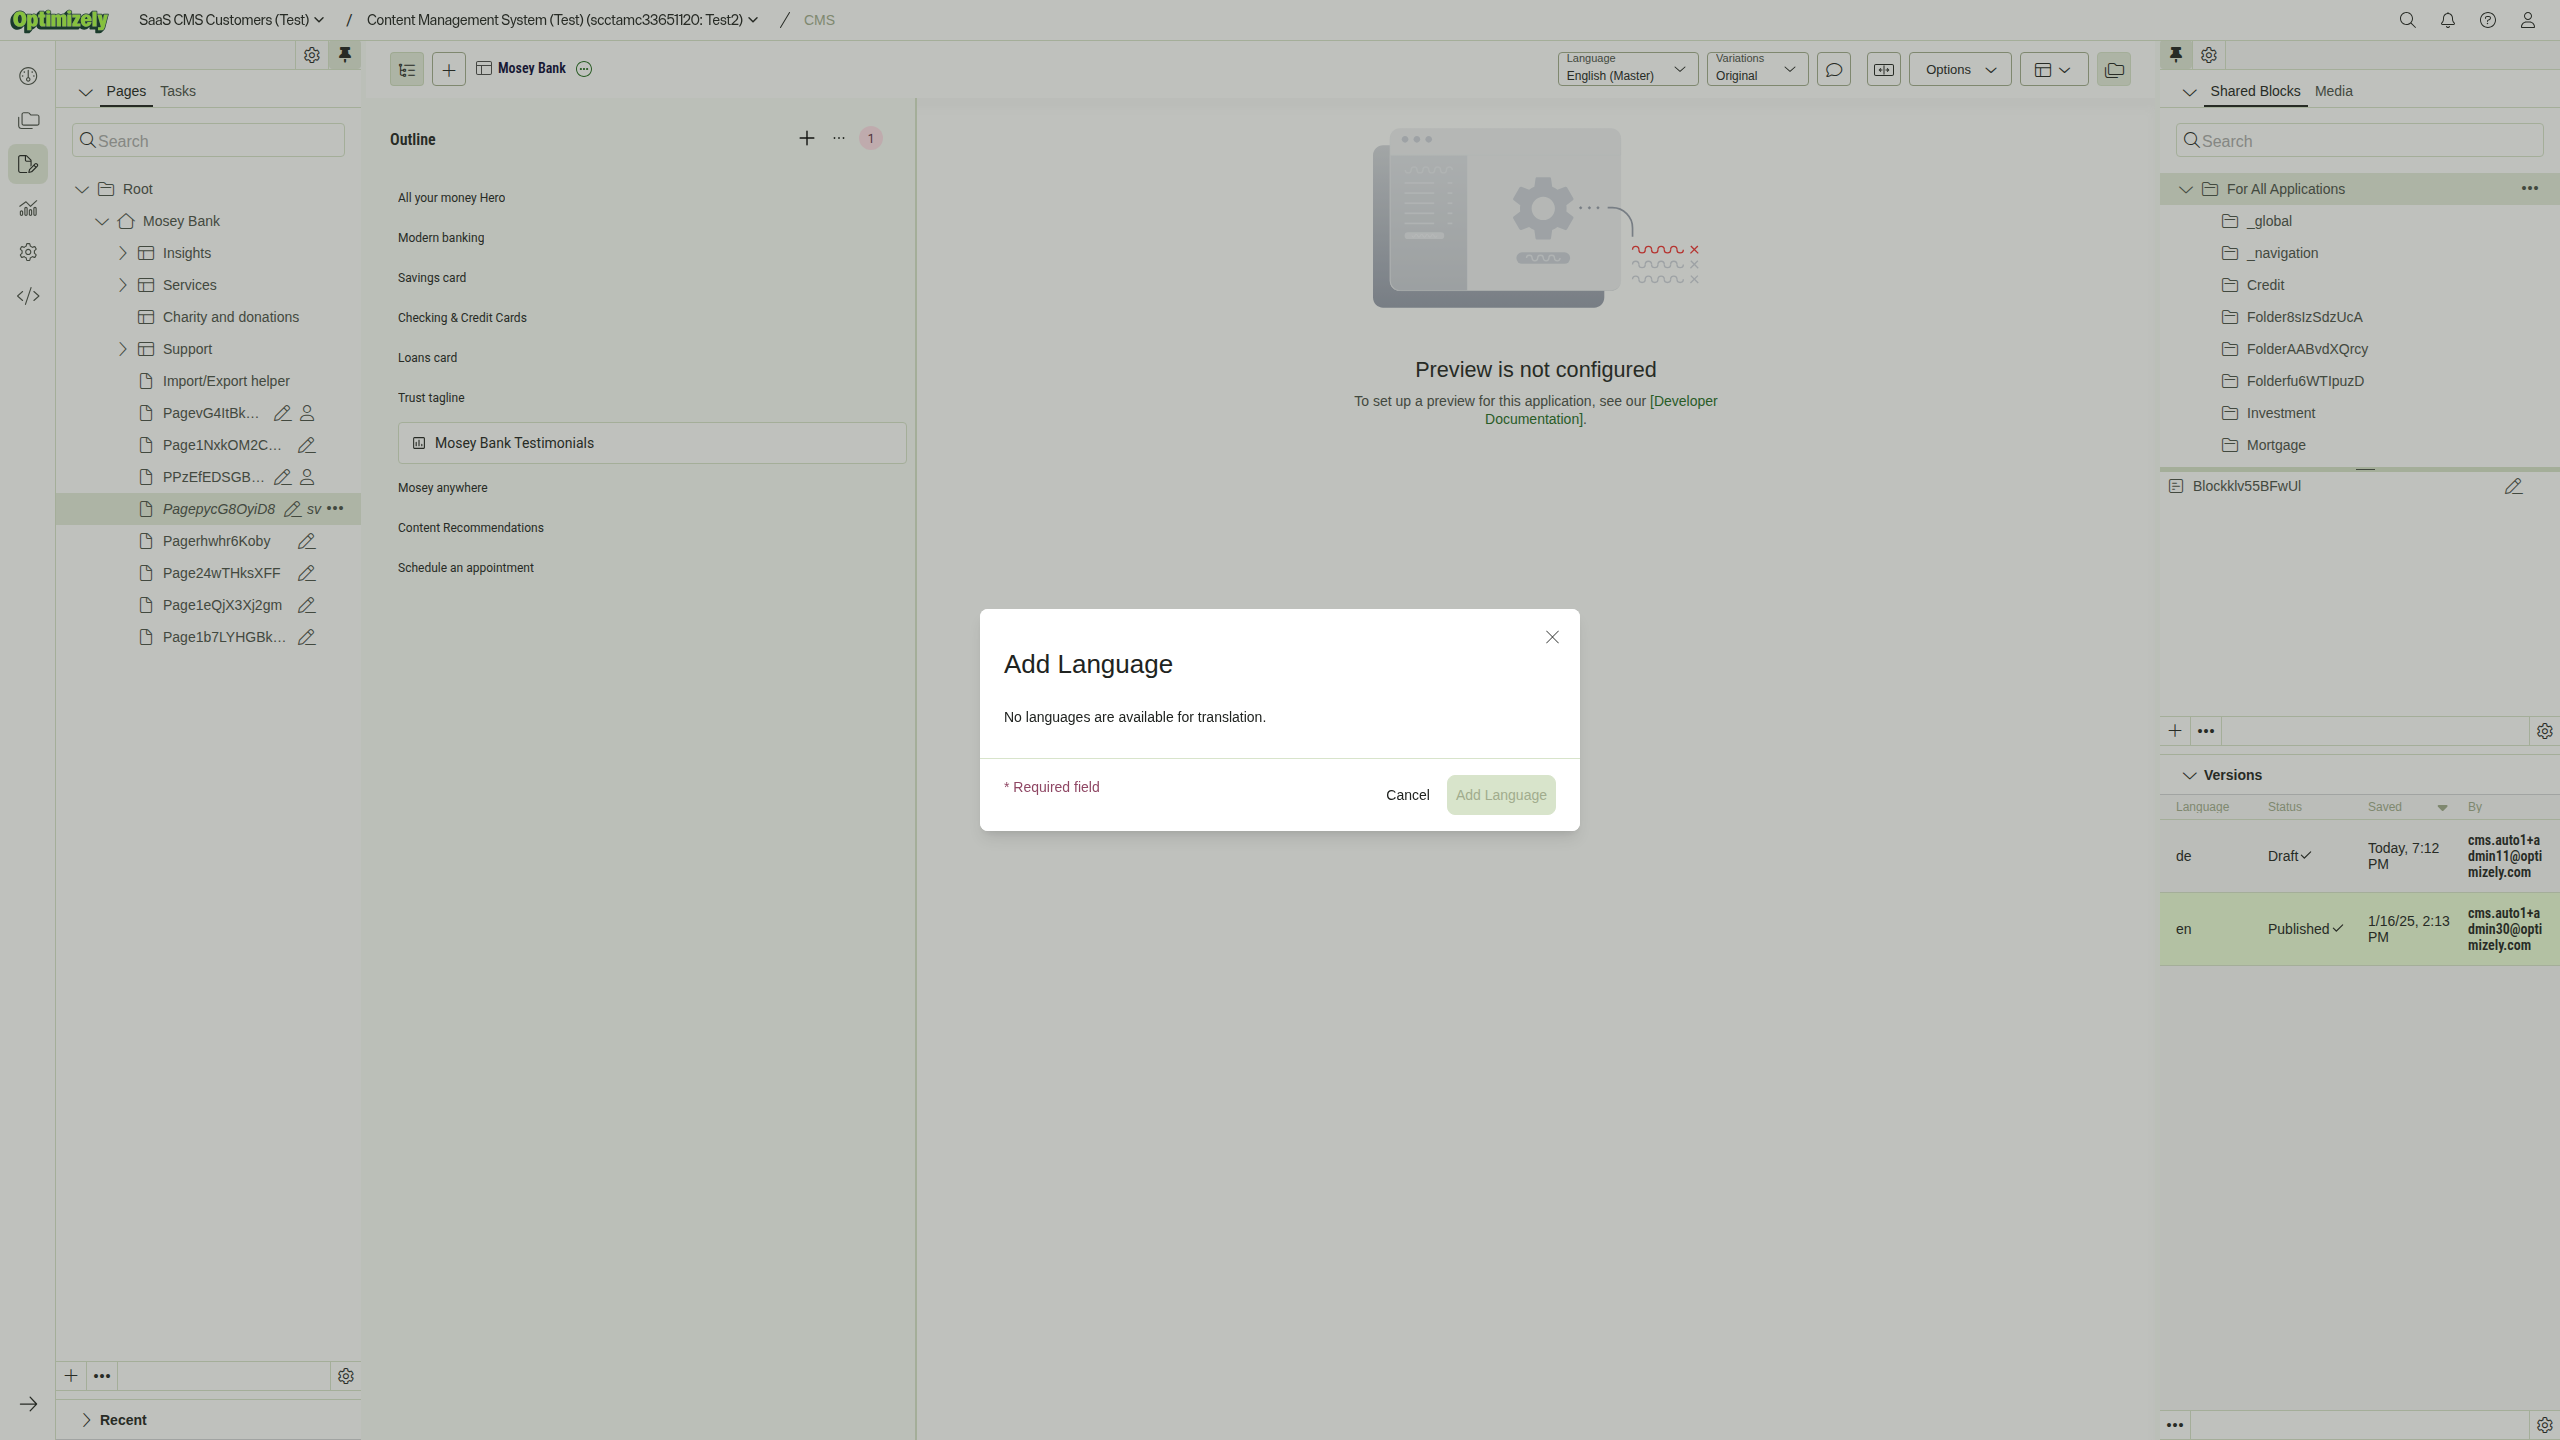 Optimizely
SaaS CMS Customers (Test) / Content Management System (Test) (scctamc33651120: Test2) / CMS
Pages Tasks
Search
Root
Mosey Bank
Insights
Services
Charity and donations
Support
Import/Export helper
PagevG4ItBk...
Page1NxkOM2C...
PPzEfEDSGB...
PagepycG8OyiD8 sv
Pagerhwhr6Koby
Page24wTHksXFF
Page1eQjX3Xj2gm
Page1b7LYHGBk...
Recent
Mosey Bank
Language
English (Master)
Variations
Original
Options
Outline
1
All your money Hero
Modern banking
Savings card
Checking & Credit Cards
Loans card
Trust tagline
Mosey Bank Testimonials
Mosey anywhere
Content Recommendations
Schedule an appointment
Preview is not configured
To set up a preview for this application, see our [Developer
Documentation].
Add Language
No languages are available for translation.
* Required field
Cancel
Add Language
Shared Blocks Media
Search
For All Applications
_global
_navigation
Credit
Folder8sIzSdzUcA
FolderAABvdXQrcy
Folderfu6WTIpuzD
Investment
Mortgage
Blockklv55BFwUl
Versions
Language Status Saved By
de Draft Today, 7:12 PM cms.auto1+admin11@optimizely.com
en Published 1/16/25, 2:13 PM cms.auto1+admin30@optimizely.com